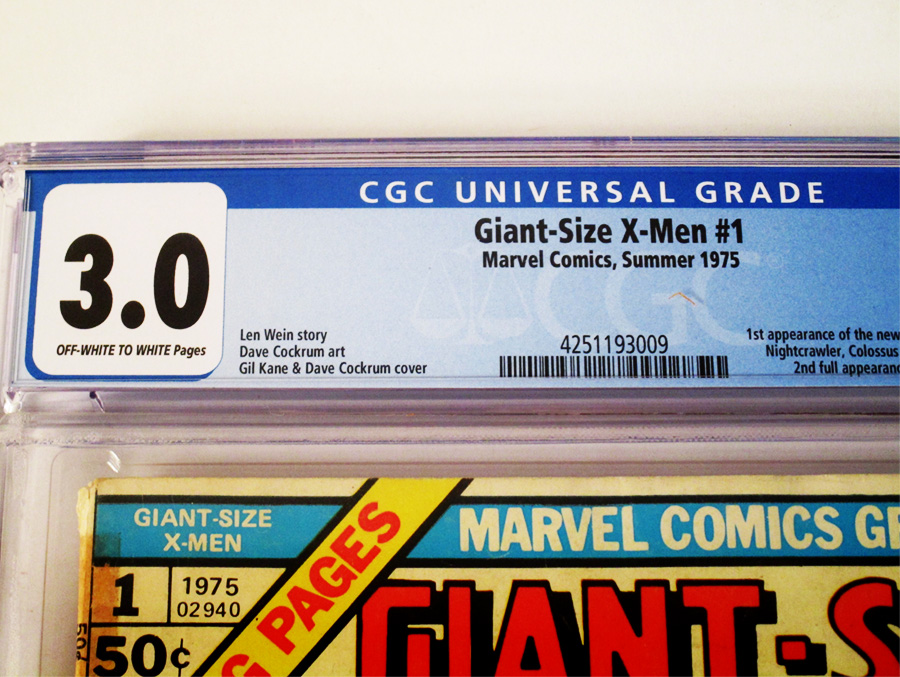 CGC UNIVERSAL GRADE
Giant-Size X-Men #1
Marvel Comics, Summer 1975
3.0
OFF-WHITE TO WHITE Pages
Len Wein story
Dave Cockrum art
Gil Kane & Dave Cockrum cover
CGC
4251193009
1st appearance of the new
Nightcrawler, Colossus
2nd full appearanc
GIANT-SIZE
X-MEN
1
1975
02940
50¢
G PAGES
MARVEL COMICS GR
GIANT-S